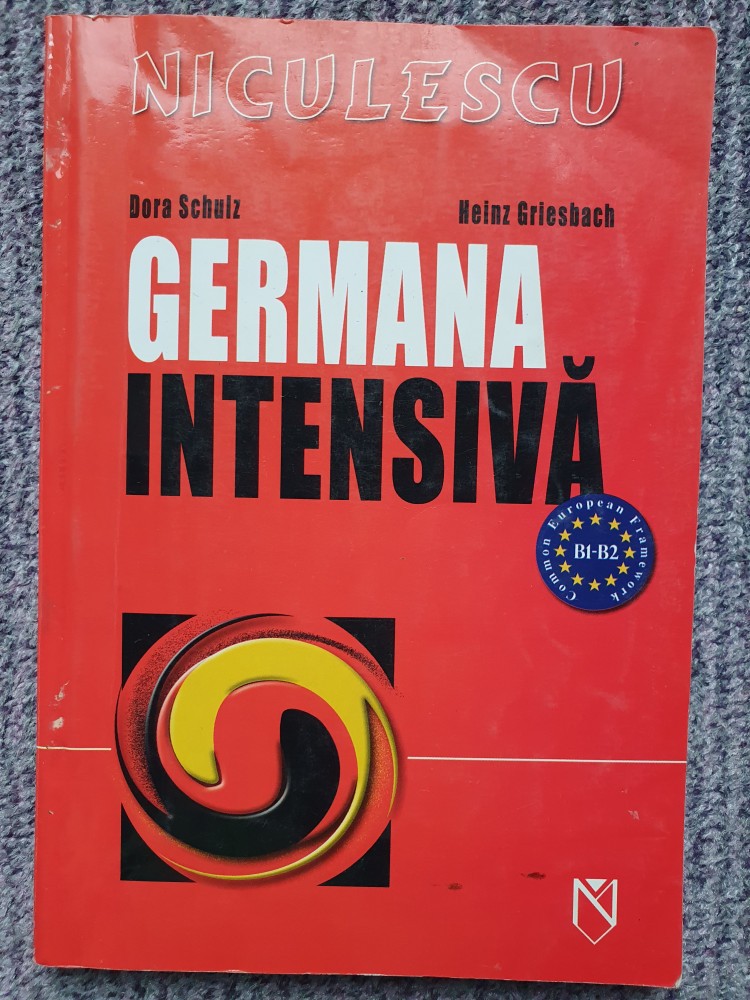 NICULESCU
Dora Schulz
Heinz Griesbach
GERMANA
INTENSIVĂ
Common European Framework
B1-B2